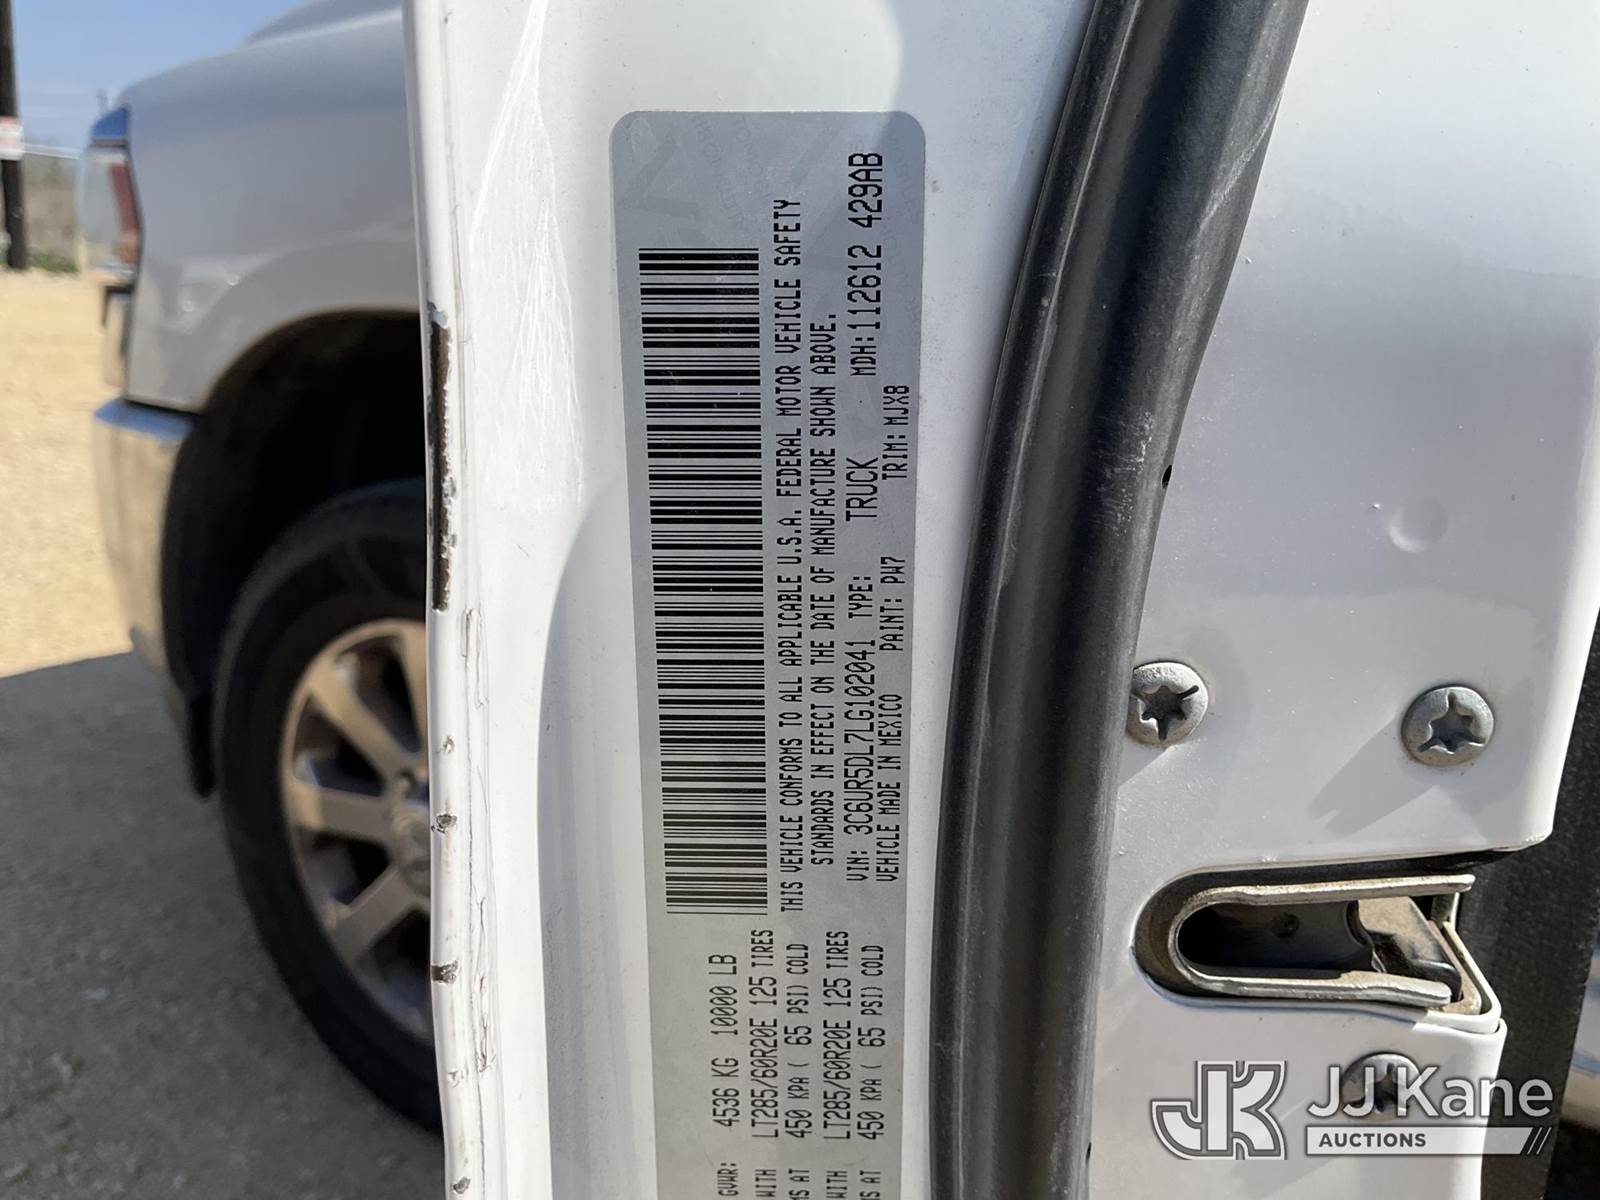 GVWR: 4536 KG 10000 LB
WITH LT285/60R20E 125 TIRES
AT 450 KPA ( 65 PSI) COLD
WITH LT285/60R20E 125 TIRES
AT 450 KPA ( 65 PSI) COLD
THIS VEHICLE CONFORMS TO ALL APPLICABLE U.S.A. FEDERAL MOTOR VEHICLE SAFETY
STANDARDS IN EFFECT ON THE DATE OF MANUFACTURE SHOWN ABOVE.
VIN: 3C6UR5DL7LG102041 TYPE: TRUCK MDH:112612 429AB
VEHICLE MADE IN MEXICO PAINT: PW7 TRIM: MJX8
JK JJ Kane
AUCTIONS